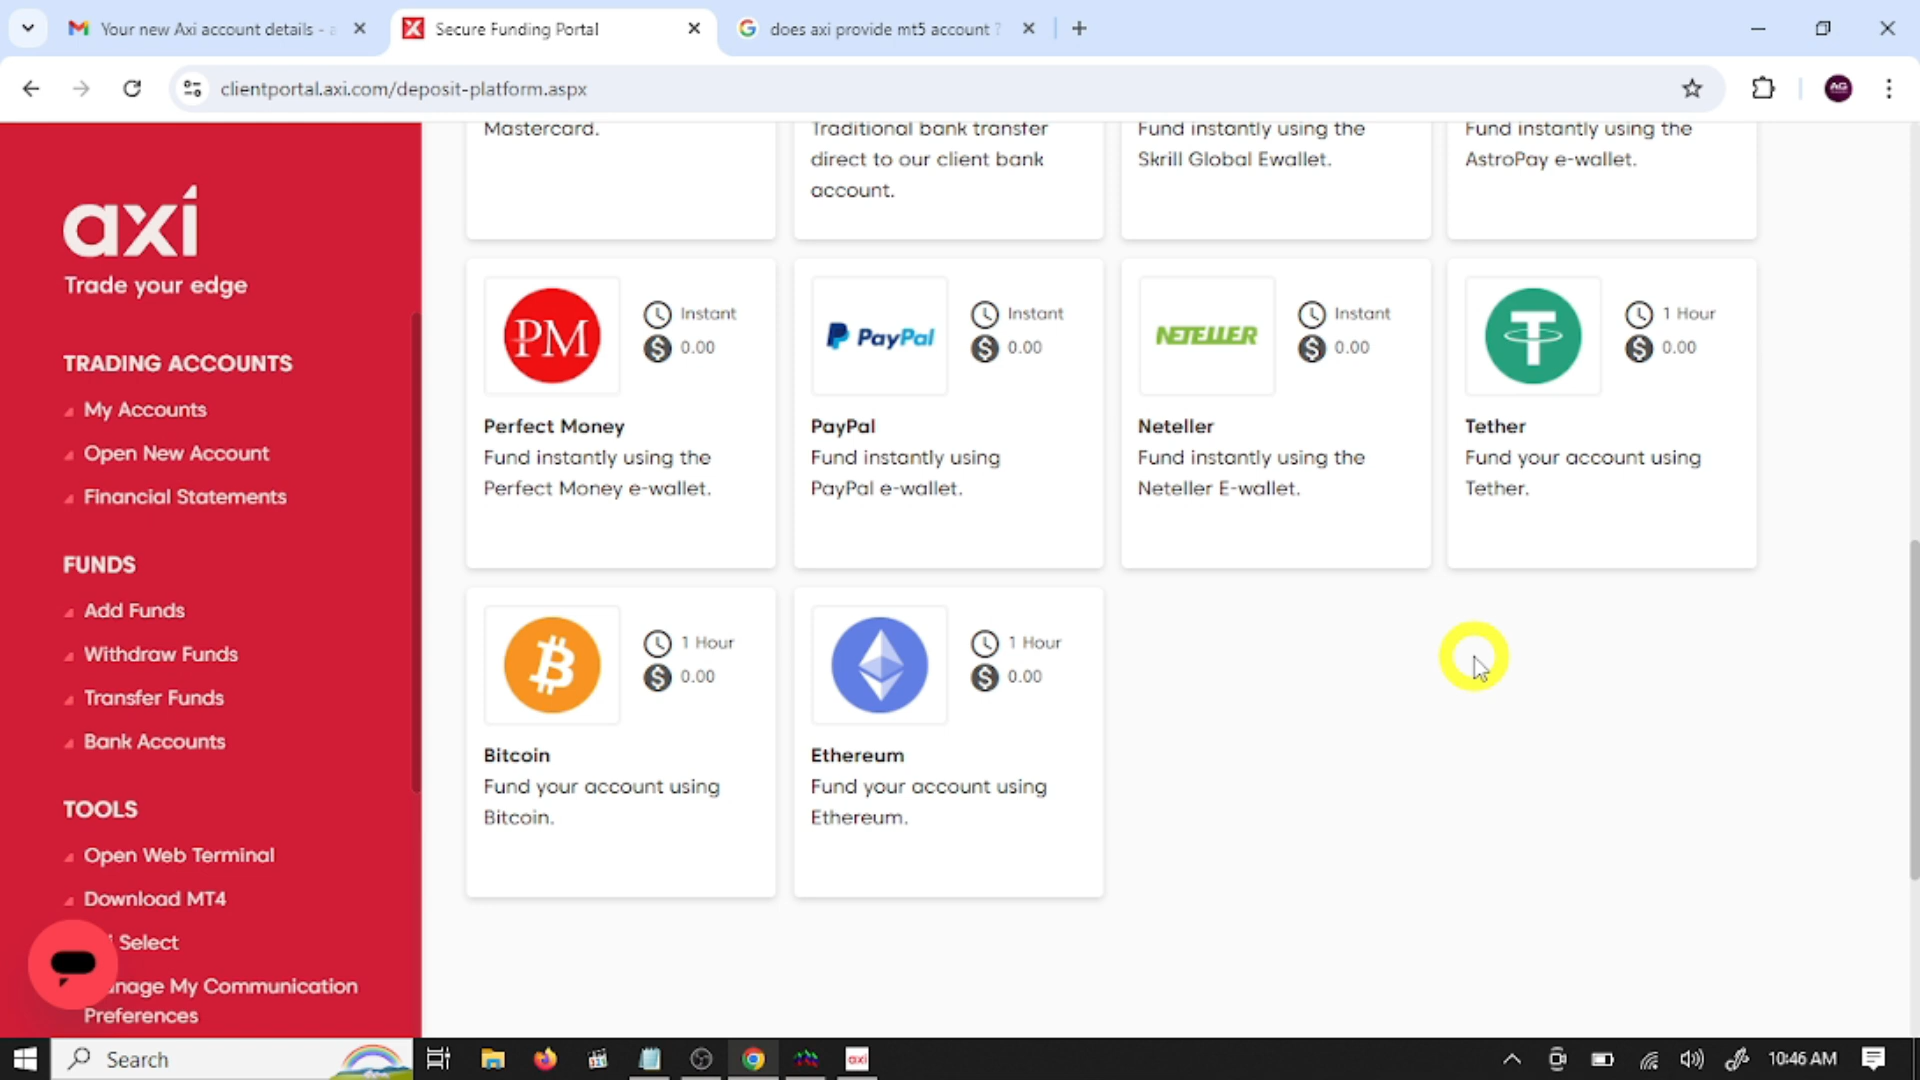 Your new Axi account details -
Secure Funding Portal
does axi provide mt5 account ?
clientportal.axi.com/deposit-platform.aspx
AG
axi
Trade your edge
TRADING ACCOUNTS
My Accounts
Open New Account
Financial Statements
FUNDS
Add Funds
Withdraw Funds
Transfer Funds
Bank Accounts
TOOLS
Open Web Terminal
Download MT4
Select
Manage My Communication
Preferences
Mastercard.
Traditional bank transfer
direct to our client bank
account.
Fund instantly using the
Skrill Global Ewallet.
Fund instantly using the
AstroPay e-wallet.
PM
Instant
0.00
Perfect Money
Fund instantly using the
Perfect Money e-wallet.
PayPal
Instant
0.00
PayPal
Fund instantly using
PayPal e-wallet.
NETELLER
Instant
0.00
Neteller
Fund instantly using the
Neteller E-wallet.
1 Hour
0.00
Tether
Fund your account using
Tether.
1 Hour
0.00
Bitcoin
Fund your account using
Bitcoin.
1 Hour
0.00
Ethereum
Fund your account using
Ethereum.
Search
axi
10:46 AM